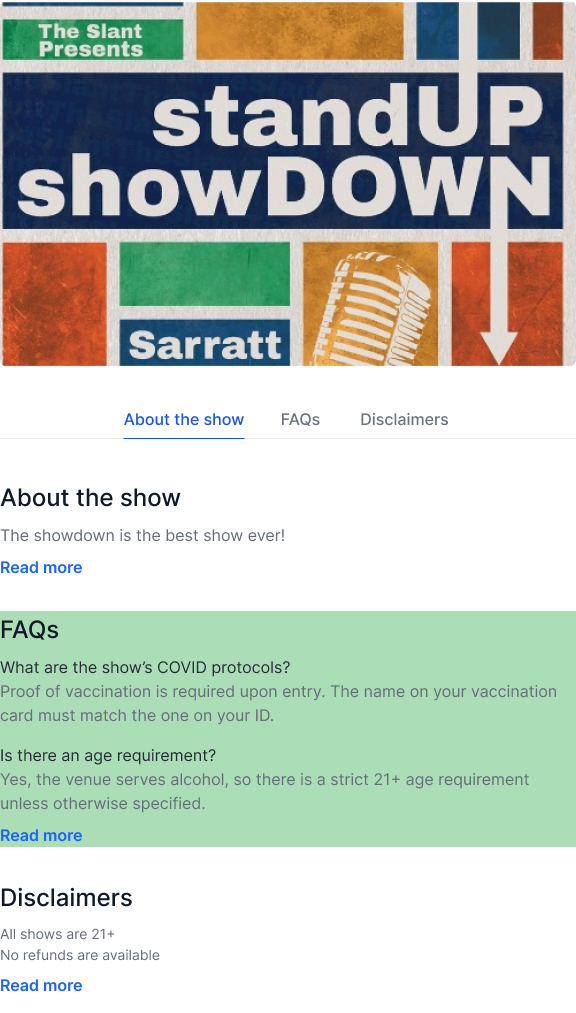 The Slant
Presents
standUP
showDOWN
Sarratt
About the show
FAQs
Disclaimers
About the show
The showdown is the best show ever!
Read more
FAQs
What are the show’s COVID protocols?
Proof of vaccination is required upon entry. The name on your vaccination
card must match the one on your ID.
Is there an age requirement?
Yes, the venue serves alcohol, so there is a strict 21+ age requirement
unless otherwise specified.
Read more
Disclaimers
All shows are 21+
No refunds are available
Read more